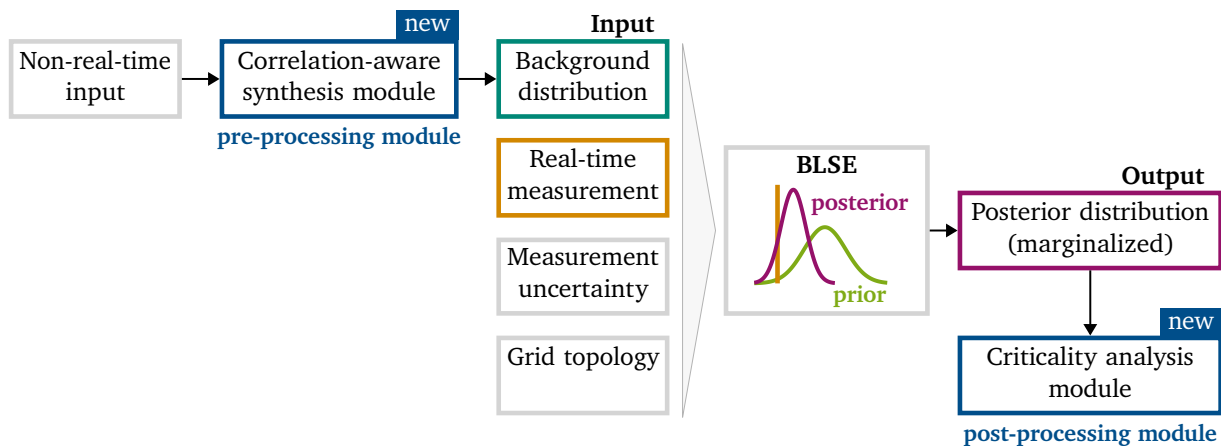 new
Non-real-time
input
Correlation-aware
synthesis module
pre-processing module
Input
Background
distribution
Real-time
measurement
Measurement
uncertainty
Grid topology
BLSE
posterior
prior
Output
Posterior distribution
(marginalized)
new
Criticality analysis
module
post-processing module